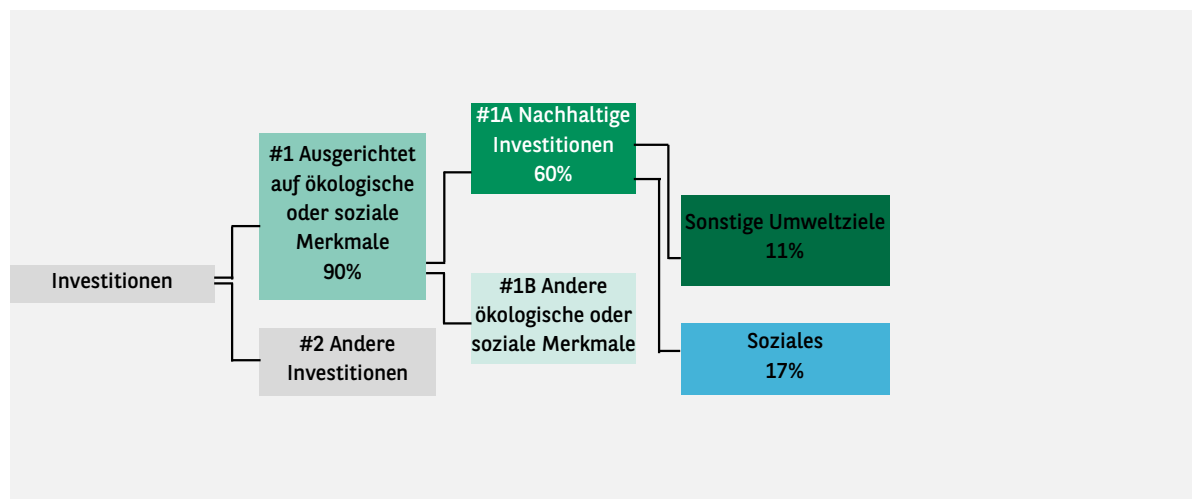 Investitionen
#1 Ausgerichtet
auf ökologische
oder soziale
Merkmale
90%
#2 Andere
Investitionen
#1A Nachhaltige
Investitionen
60%
#1B Andere
ökologische oder
soziale Merkmale
Sonstige Umweltziele
11%
Soziales
17%